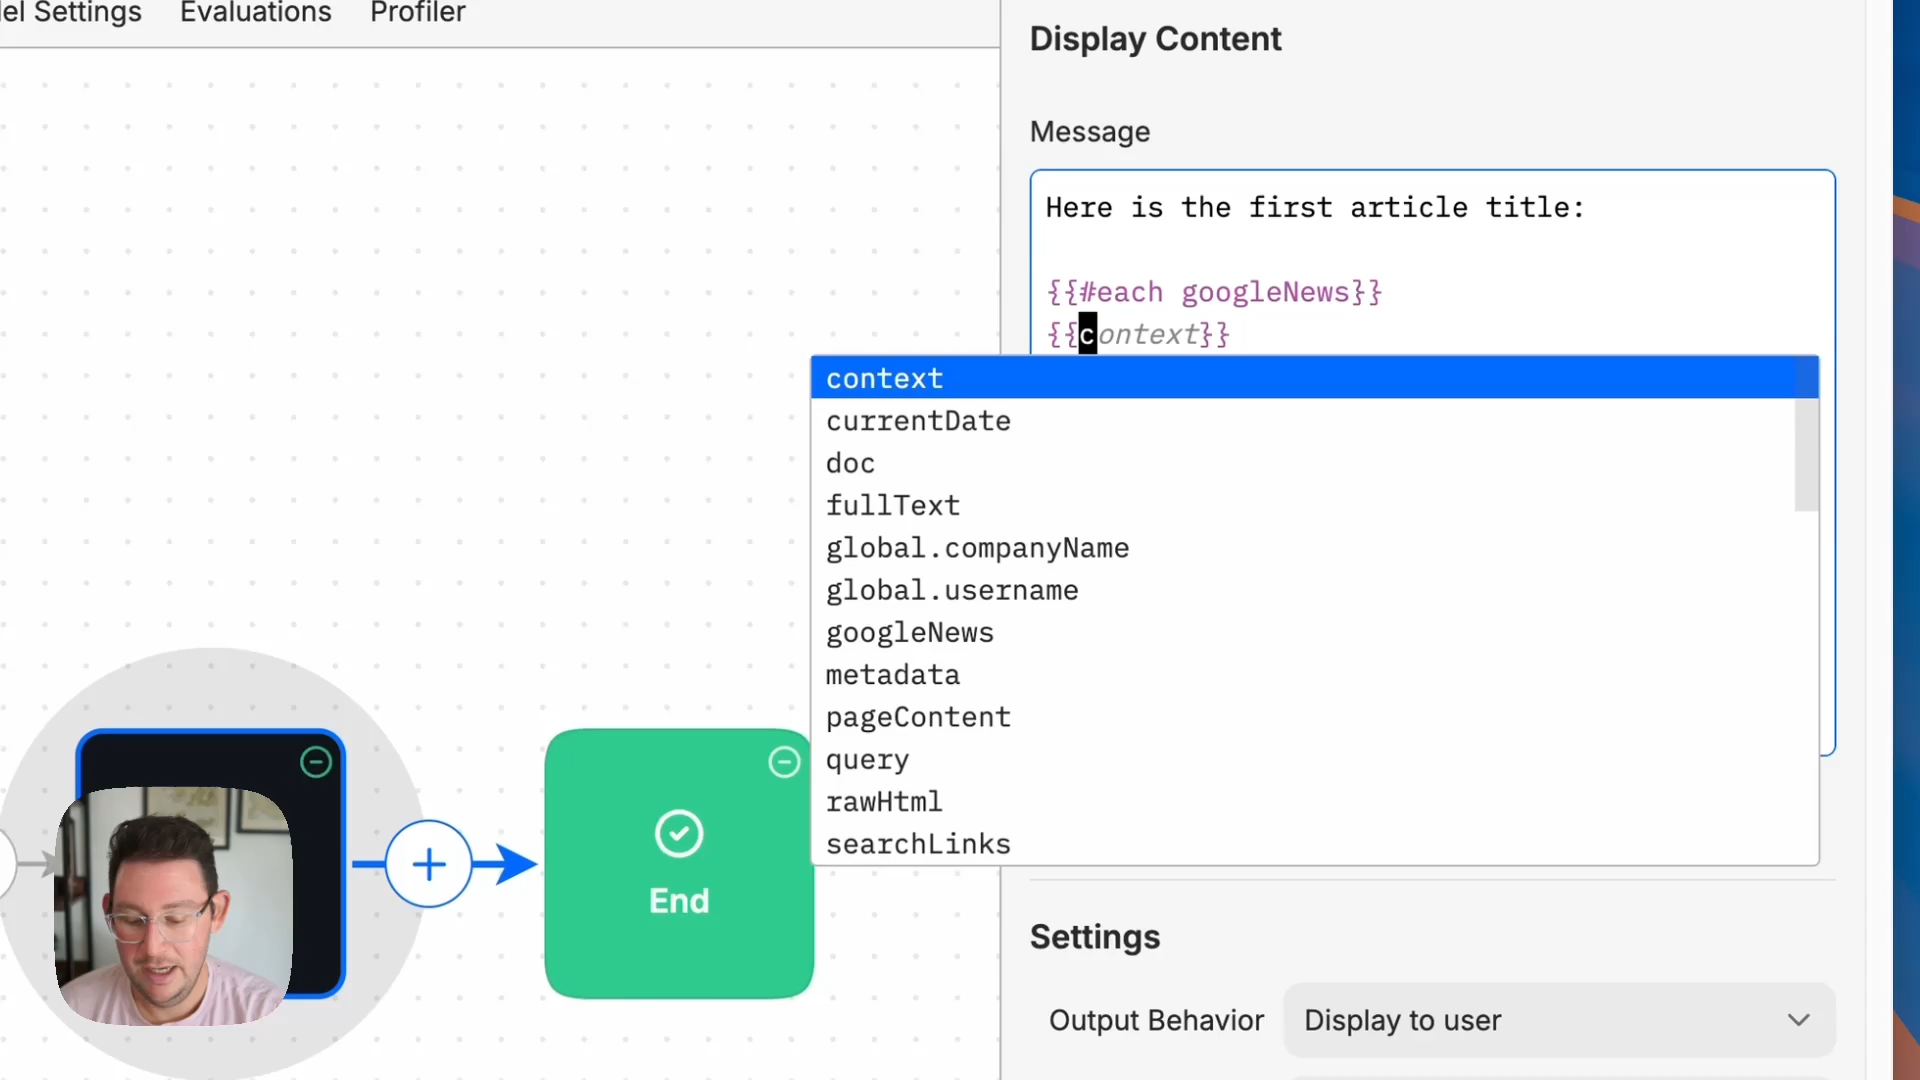 el Settings
Evaluations
Profiler
Display Content
Message
Here is the first article title:
{{#each googleNews}}
{{context}}
context
currentDate
doc
fullText
global.companyName
global.username
googleNews
metadata
pageContent
query
rawHtml
searchLinks
End
Settings
Output Behavior
Display to user